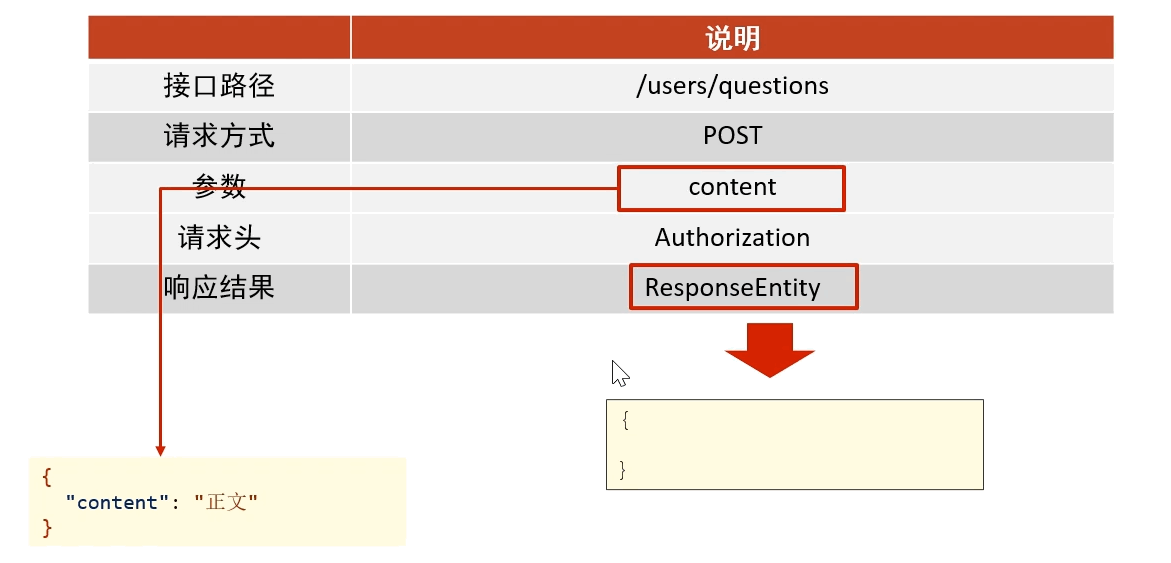 说明
接口路径 /users/questions
请求方式 POST
参数 content
请求头 Authorization
响应结果 ResponseEntity
{
}
{
"content": "正文"
}